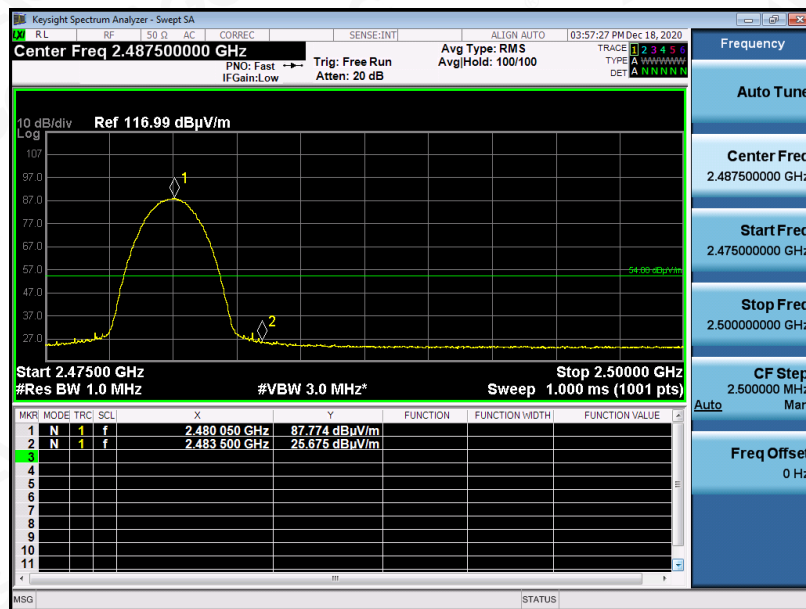 Keysight Spectrum Analyzer - Swept SA
LXI RL RF 50 Ω AC CORREC SENSE:INT ALIGN AUTO 03:57:27 PM Dec 18, 2020
Center Freq 2.487500000 GHz
PNO: Fast
IFGain:Low
Trig: Free Run
Atten: 20 dB
Avg Type: RMS
Avg|Hold: 100/100
TRACE 1 2 3 4 5 6
TYPE A WWWWW
DET A N N N N N
10 dB/div Ref 116.99 dBµV/m
Log
107
97.0
87.0
77.0
67.0
57.0
47.0
37.0
27.0
1
2
54.00 dBµV/m
Start 2.47500 GHz Stop 2.50000 GHz
#Res BW 1.0 MHz #VBW 3.0 MHz* Sweep 1.000 ms (1001 pts)
MKR MODE TRC SCL X Y FUNCTION FUNCTION WIDTH FUNCTION VALUE
1 N 1 f 2.480 050 GHz 87.774 dBµV/m
2 N 1 f 2.483 500 GHz 25.675 dBµV/m
3
4
5
6
7
8
9
10
11
MSG STATUS
Frequency
Auto Tune
Center Freq
2.487500000 GHz
Start Freq
2.475000000 GHz
Stop Freq
2.500000000 GHz
CF Step
2.500000 MHz
Auto Man
Freq Offset
0 Hz